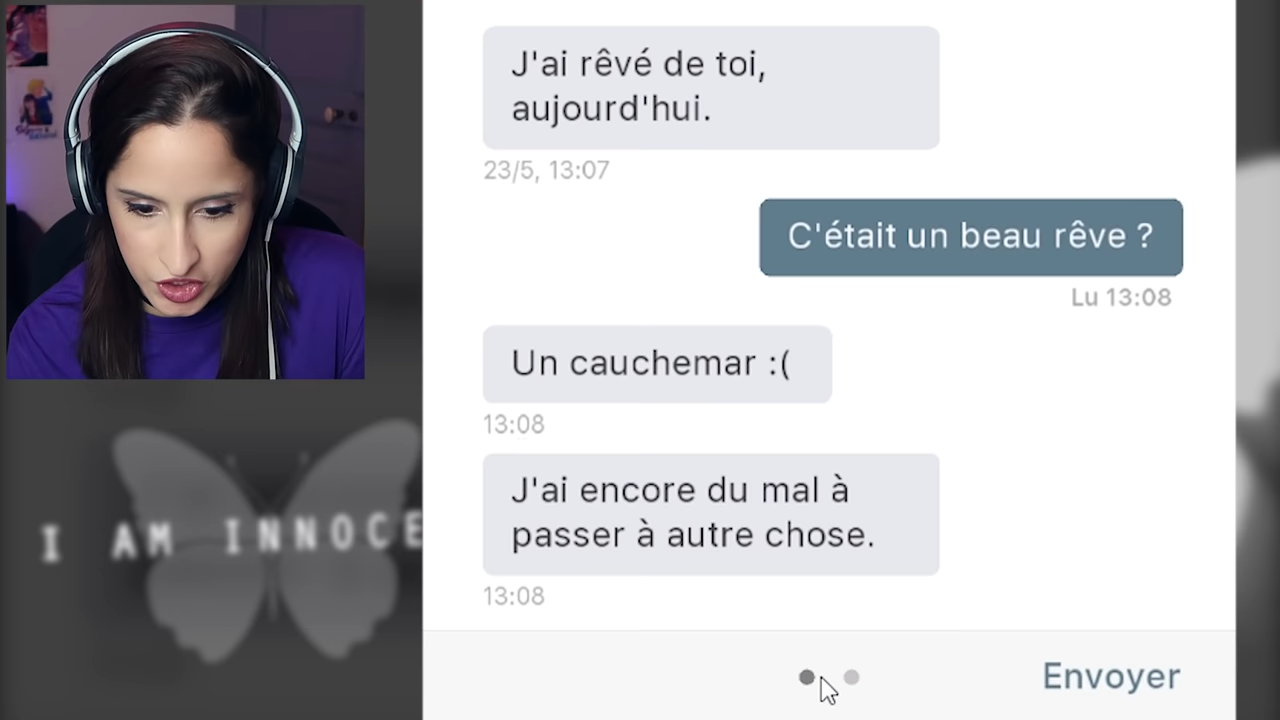 J'ai rêvé de toi,
aujourd'hui.
23/5, 13:07
C'était un beau rêve ?
Lu 13:08
Un cauchemar :(
13:08
J'ai encore du mal à
passer à autre chose.
13:08
Envoyer
I AM INNOCE